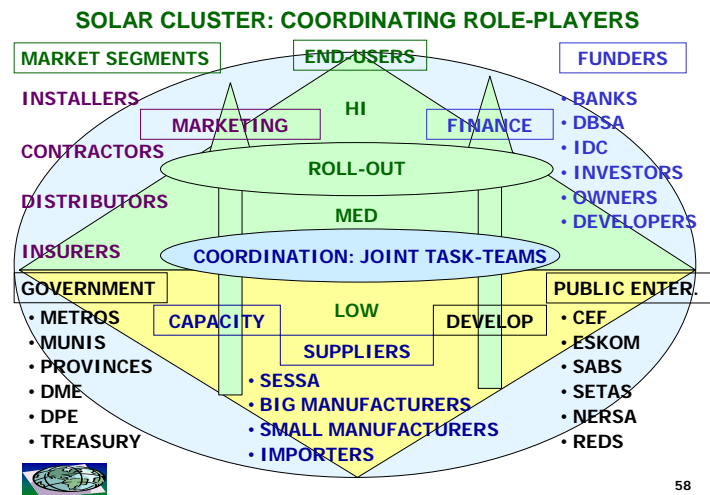 SOLAR CLUSTER: COORDINATING ROLE-PLAYERS
MARKET SEGMENTS
END-USERS
FUNDERS
INSTALLERS
CONTRACTORS
DISTRIBUTORS
INSURERS
HI
MARKETING
FINANCE
• BANKS
• DBSA
• IDC
• INVESTORS
• OWNERS
• DEVELOPERS
ROLL-OUT
MED
COORDINATION: JOINT TASK-TEAMS
GOVERNMENT
• METROS
• MUNIS
• PROVINCES
• DME
• DPE
• TREASURY
LOW
CAPACITY
DEVELOP
SUPPLIERS
• SESSA
• BIG MANUFACTURERS
• SMALL MANUFACTURERS
• IMPORTERS
PUBLIC ENTER.
• CEF
• ESKOM
• SABS
• SETAS
• NERSA
• REDS
58